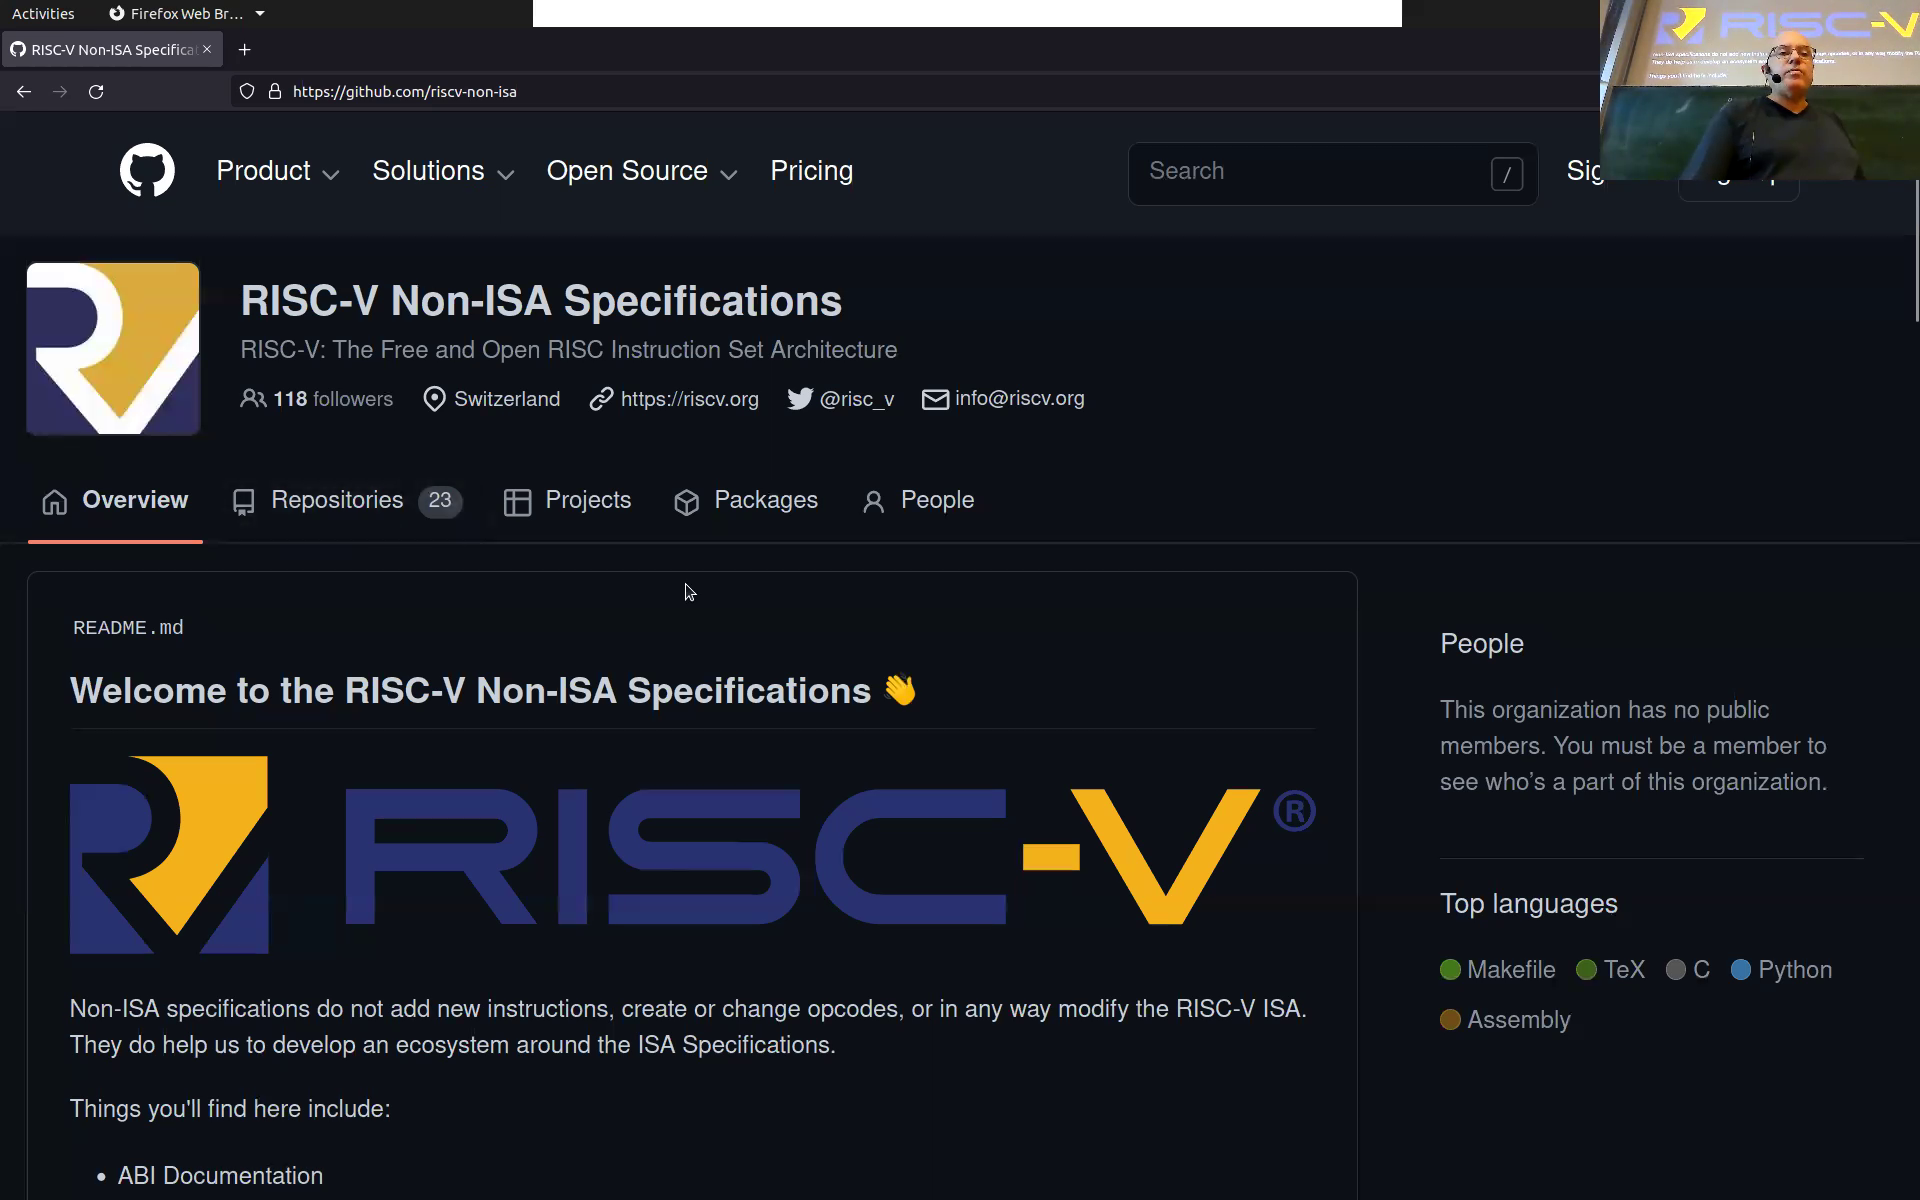 Activities
Firefox Web Br...
RISC-V Non-ISA Specifica
https://github.com/riscv-non-isa
Product
Solutions
Open Source
Pricing
Search
/
RISC-V Non-ISA Specifications
RISC-V: The Free and Open RISC Instruction Set Architecture
118 followers
Switzerland
https://riscv.org
@risc_v
info@riscv.org
Overview
Repositories 23
Projects
Packages
People
README.md
Welcome to the RISC-V Non-ISA Specifications 👋
RISC-V®
Non-ISA specifications do not add new instructions, create or change opcodes, or in any way modify the RISC-V ISA.
They do help us to develop an ecosystem around the ISA Specifications.
Things you'll find here include:
• ABI Documentation
People
This organization has no public
members. You must be a member to
see who's a part of this organization.
Top languages
Makefile TeX C Python
Assembly
RISC-V